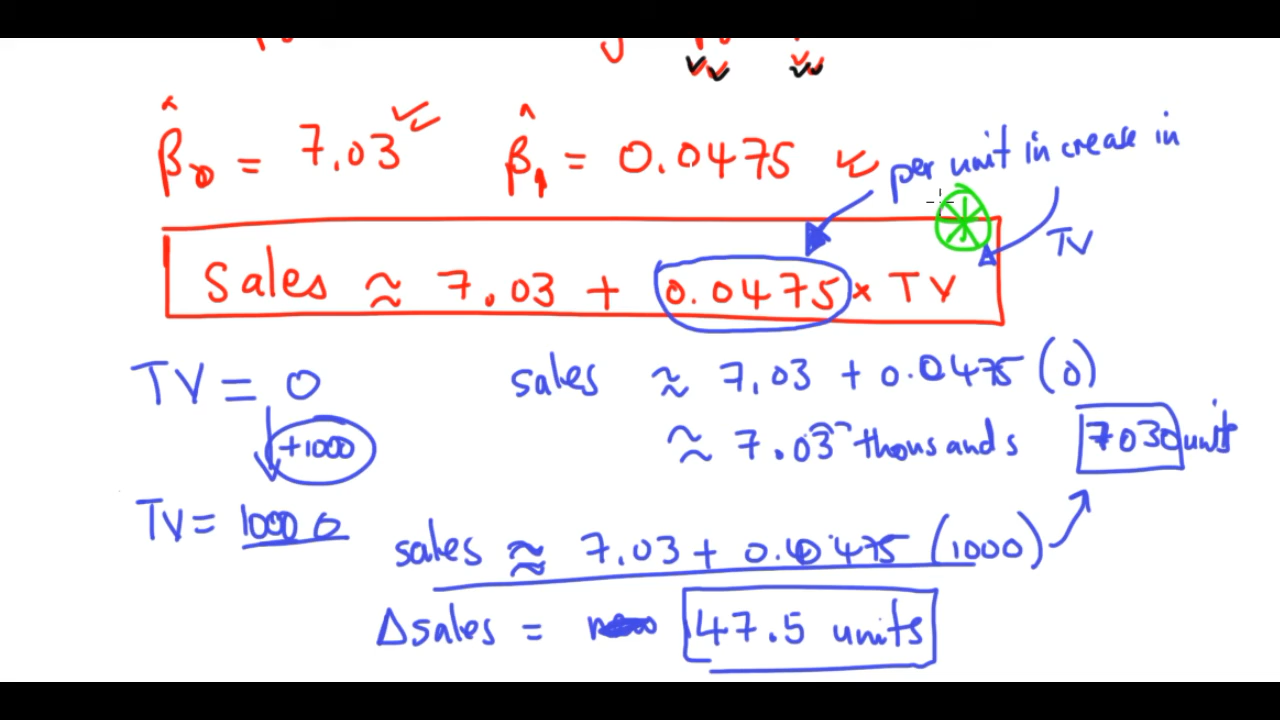 β̂0 = 7.03 β̂1 = 0.0475
per unit increase in
TV
Sales ≈ 7.03 + 0.0475 × TV
TV = 0 sales ≈ 7.03 + 0.0475 (0)
+1000 ≈ 7.03 thousands 7030 units
TV = 1000 0
sales ≈ 7.03 + 0.0475 (1000)
Δsales = 47.5 units